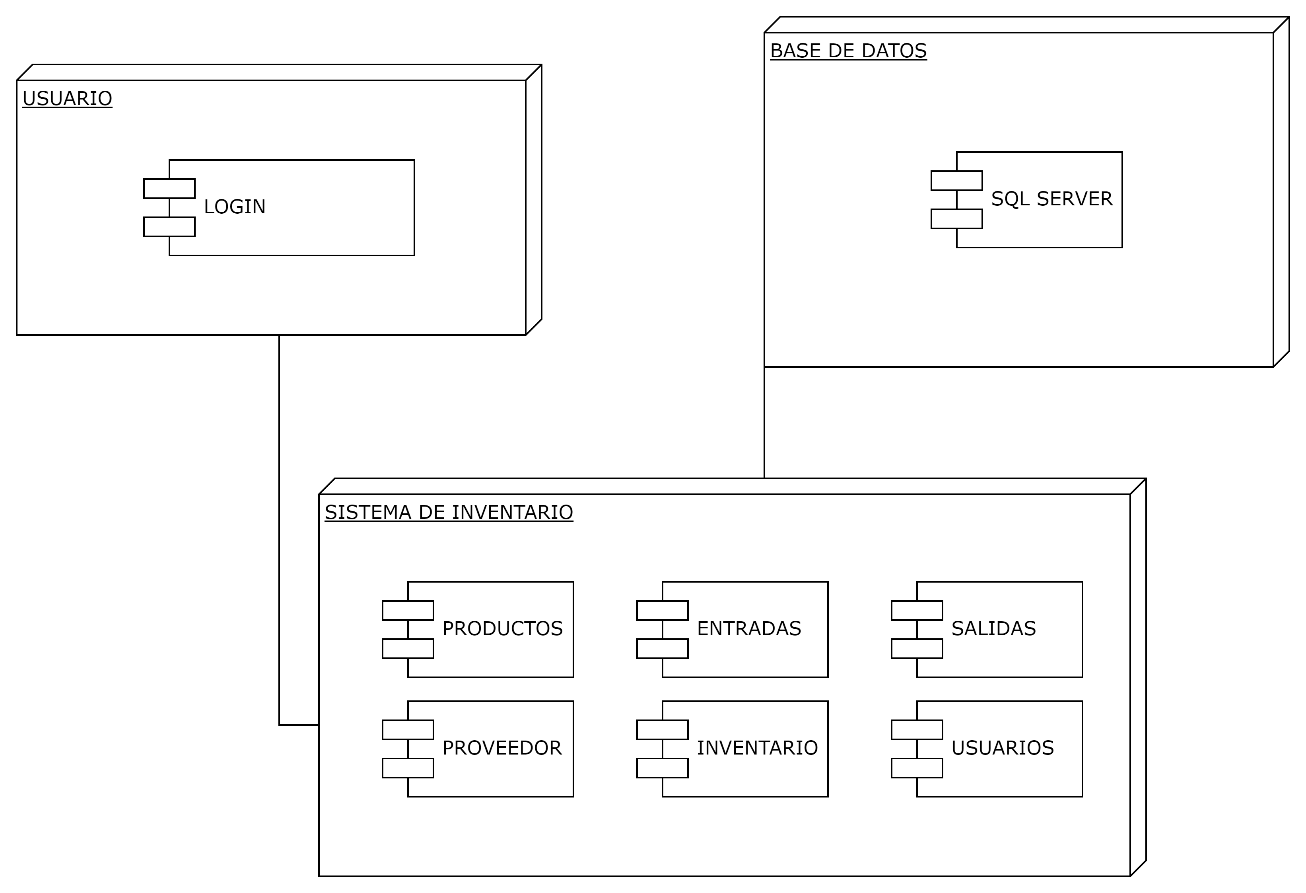 USUARIO
LOGIN
BASE DE DATOS
SQL SERVER
SISTEMA DE INVENTARIO
PRODUCTOS
ENTRADAS
SALIDAS
PROVEEDOR
INVENTARIO
USUARIOS